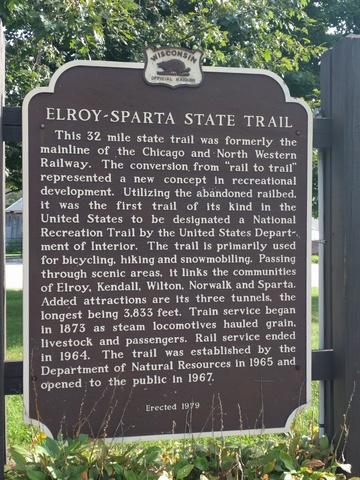 WISCONSIN
OFFICIAL MARKER
ELROY-SPARTA STATE TRAIL
This 32 mile state trail was formerly the
mainline of the Chicago and North Western
Railway. The conversion from "rail to trail"
represented a new concept in recreational
development. Utilizing the abandoned railbed,
it was the first trail of its kind in the
United States to be designated a National
Recreation Trail by the United States Depart-
ment of Interior. The trail is primarily used
for bicycling, hiking and snowmobiling. Passing
through scenic areas, it links the communities
of Elroy, Kendall, Wilton, Norwalk and Sparta.
Added attractions are its three tunnels, the
longest being 3,833 feet. Train service began
in 1873 as steam locomotives hauled grain,
livestock and passengers. Rail service ended
in 1964. The trail was established by the
Department of Natural Resources in 1965 and
opened to the public in 1967.
Erected 1979